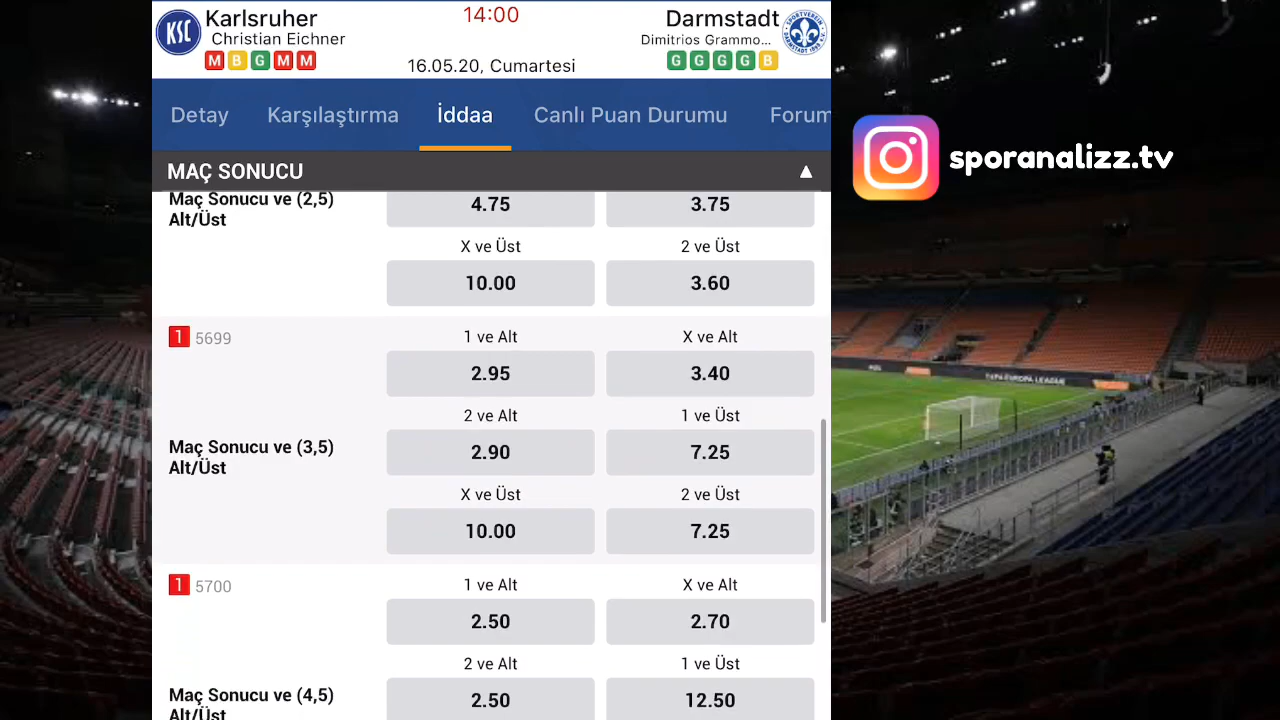 KSC
Karlsruher
Christian Eichner
M B G M M
14:00
16.05.20, Cumartesi
Darmstadt
Dimitrios Grammo...
G G G G B
Detay Karşılaştırma İddaa Canlı Puan Durumu Forum
MAÇ SONUCU ▲
Maç Sonucu ve (2,5)
Alt/Üst
4.75 3.75
X ve Üst 2 ve Üst
10.00 3.60
1 5699
1 ve Alt X ve Alt
2.95 3.40
2 ve Alt 1 ve Üst
Maç Sonucu ve (3,5)
Alt/Üst
2.90 7.25
X ve Üst 2 ve Üst
10.00 7.25
1 5700
1 ve Alt X ve Alt
2.50 2.70
2 ve Alt 1 ve Üst
Maç Sonucu ve (4,5)
Alt/Üst
2.50 12.50
sporanalizz.tv
UEFA EUROPA LEAGUE